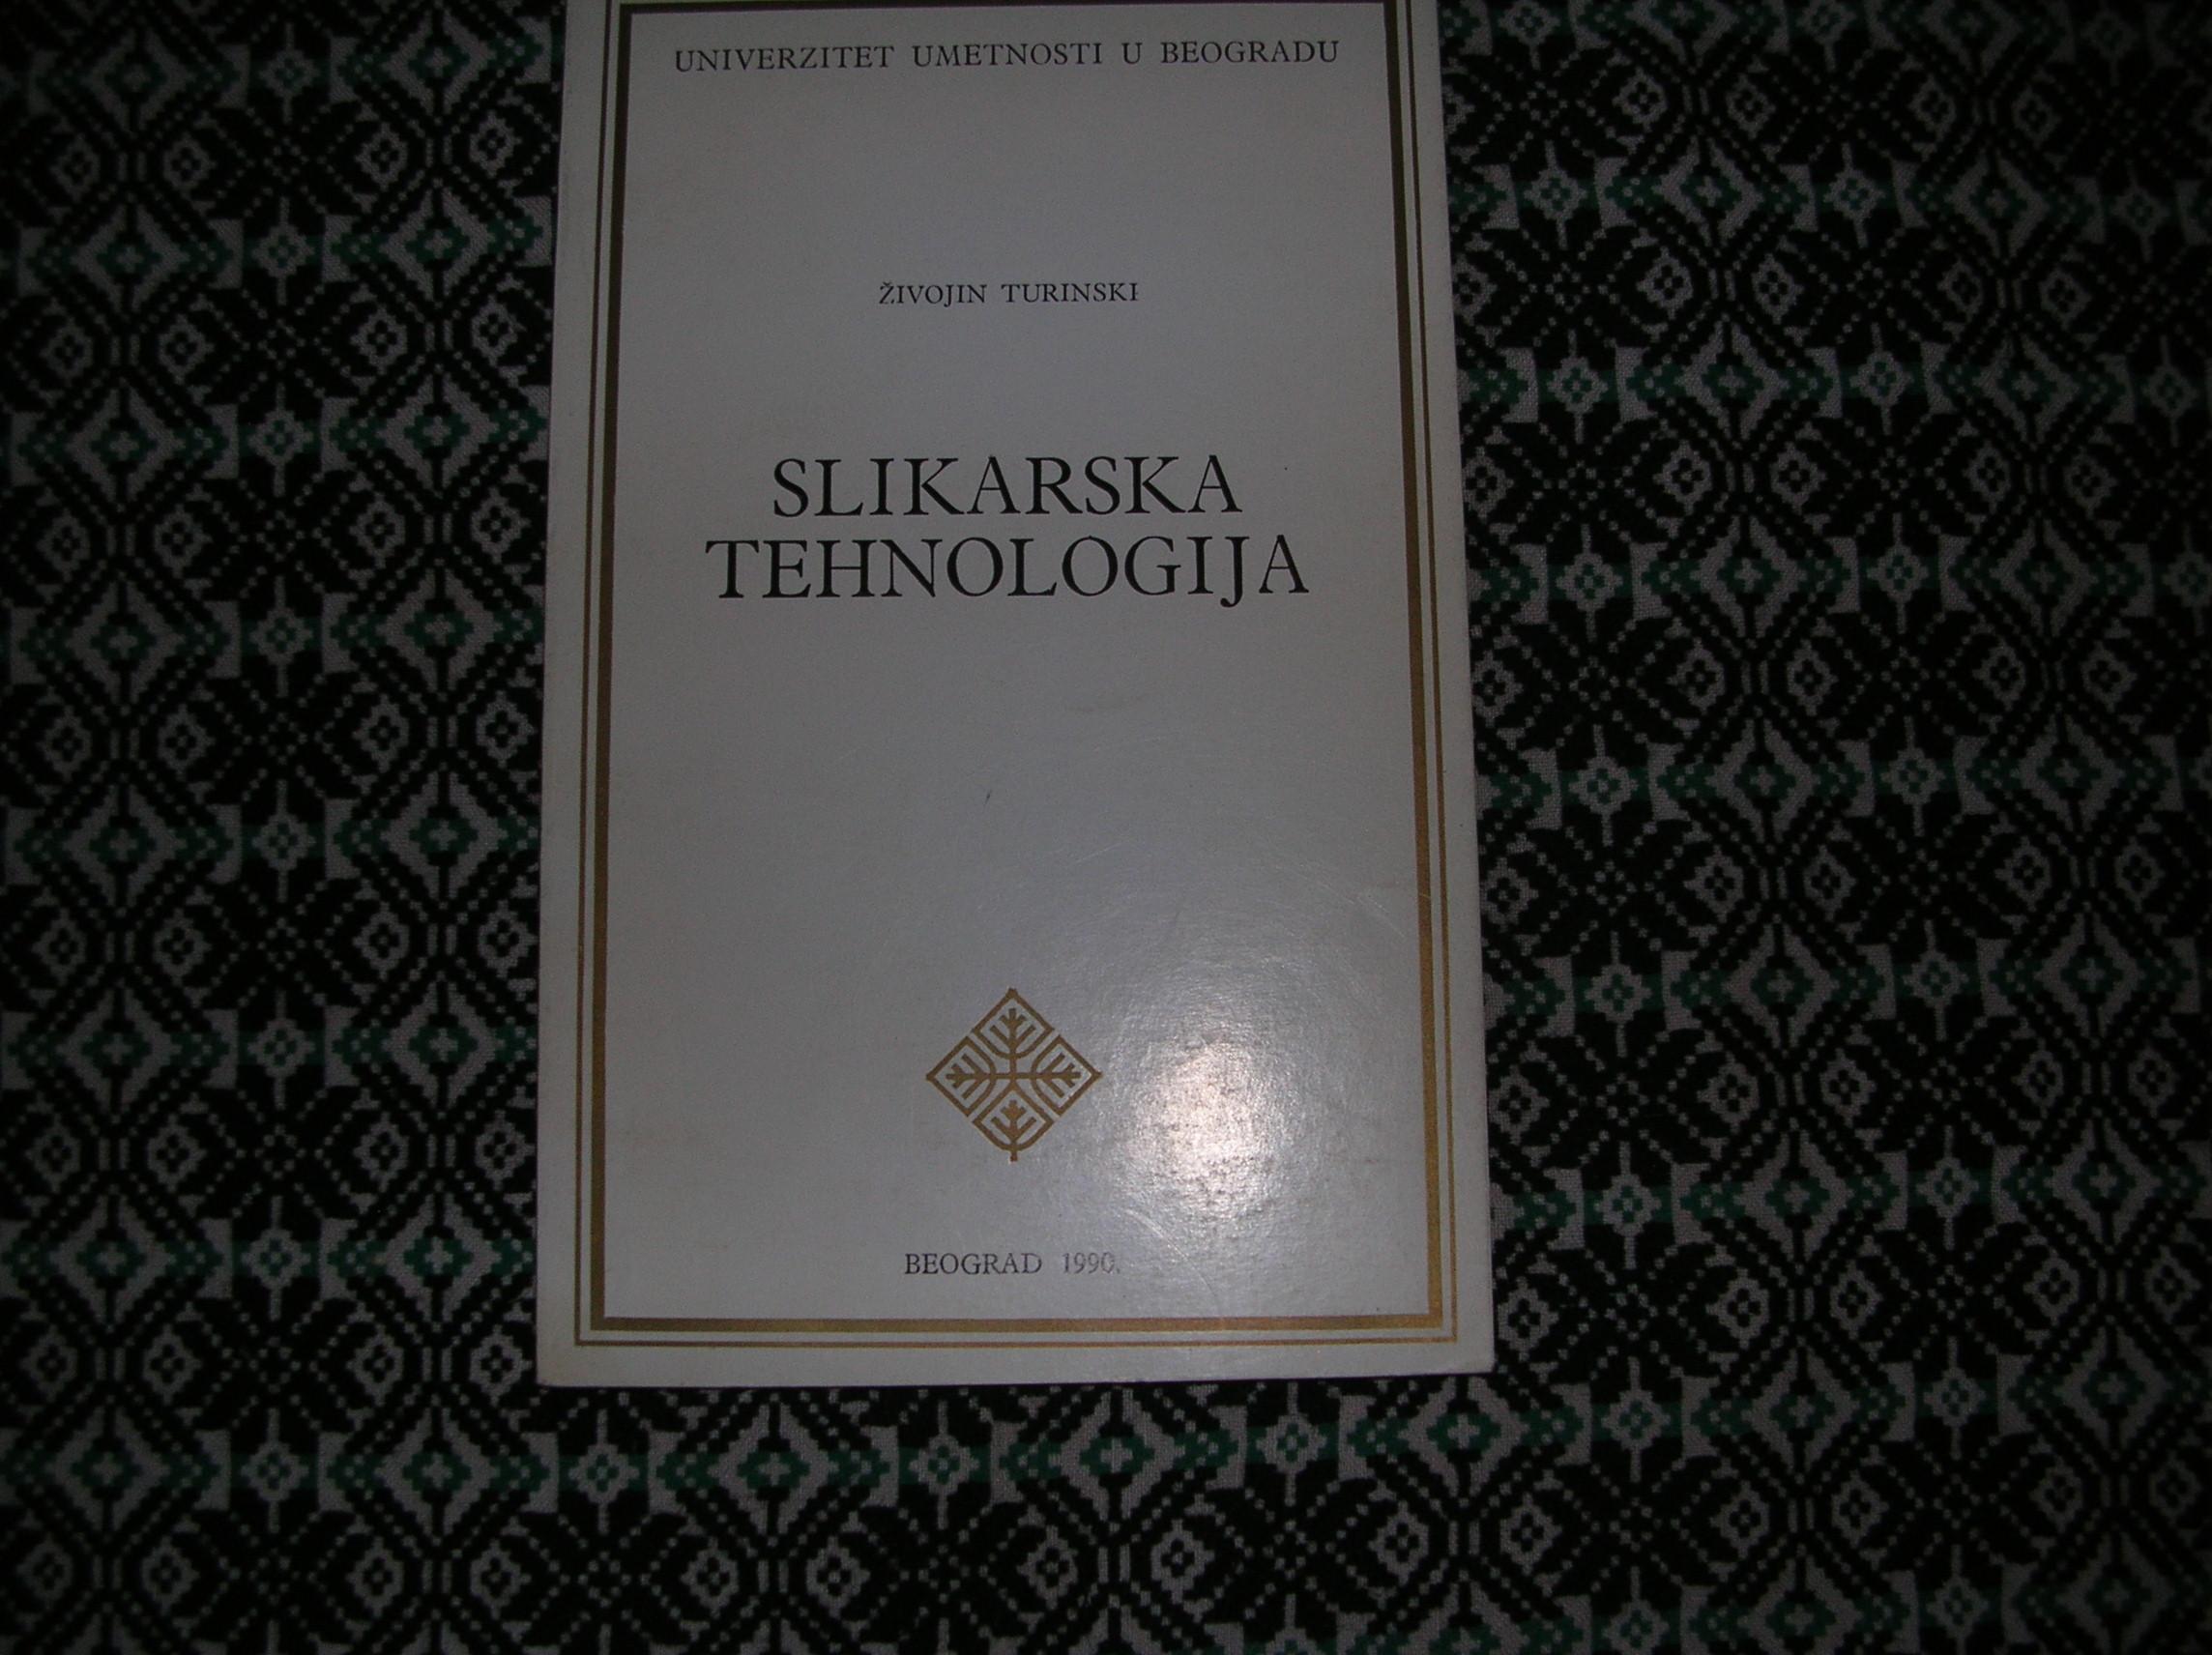 UNIVERZITET UMETNOSTI U BEOGRADU
ŽIVOJIN TURINSKI
SLIKARSKA
TEHNOLOGIJA
BEOGRAD 1990.